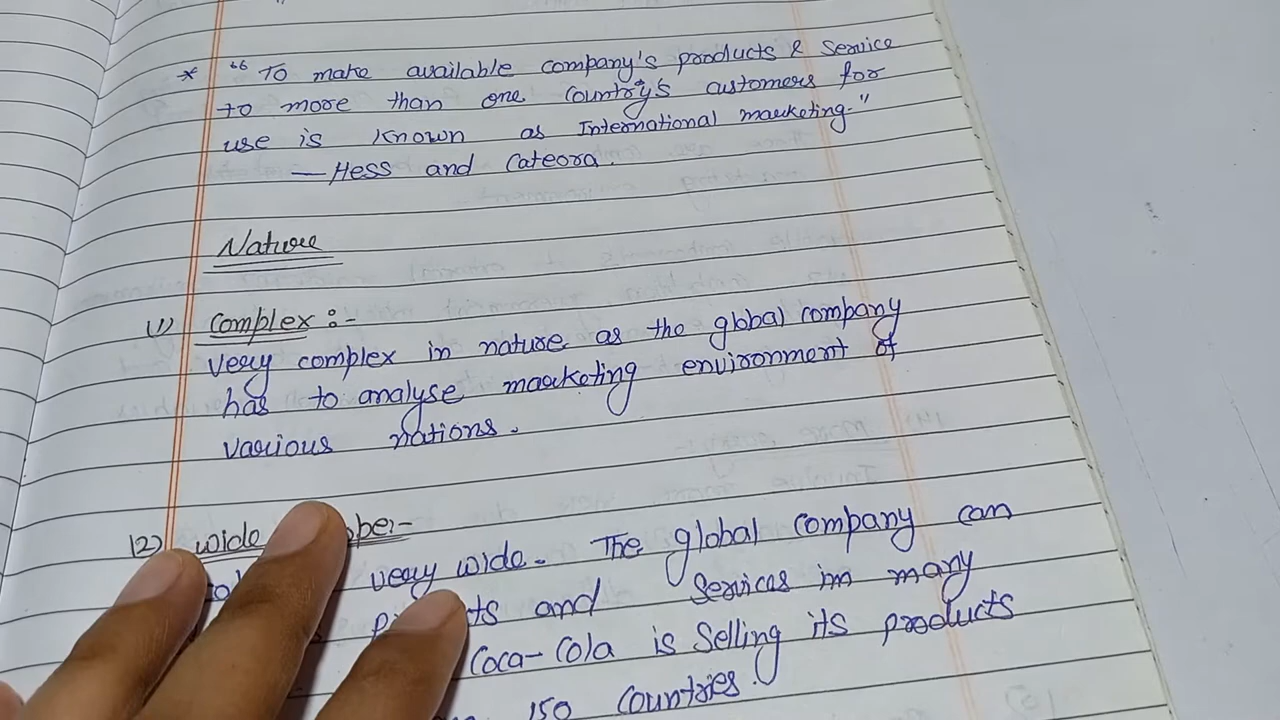 * "To make available company's products & service
to more than one country's customers for
use is known as International marketing."
— Hess and Cateora
Nature
(1) Complex :-
very complex in nature as the global company
has to analyse marketing environment of
various nations.
(2) wide
very wide. The global company can
and services in many
Coca-Cola is selling its products
150 countries.